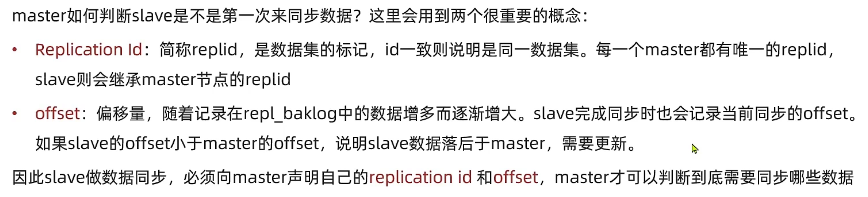 master如何判断slave是不是第一次来同步数据？这里会用到两个很重要的概念：
• Replication Id：简称replid，是数据集的标记，id一致则说明是同一数据集。每一个master都有唯一的replid，
slave则会继承master节点的replid
• offset：偏移量，随着记录在repl_baklog中的数据增多而逐渐增大。slave完成同步时也会记录当前同步的offset。
如果slave的offset小于master的offset，说明slave数据落后于master，需要更新。
因此slave做数据同步，必须向master声明自己的replication id 和offset，master才可以判断到底需要同步哪些数据